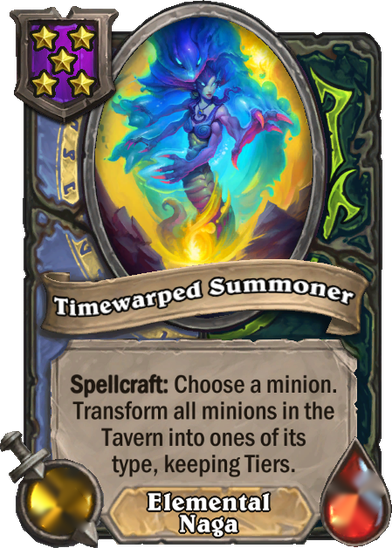 Timewarped Summoner
Spellcraft: Choose a minion.
Transform all minions in the
Tavern into ones of its
type, keeping Tiers.
Elemental
Naga